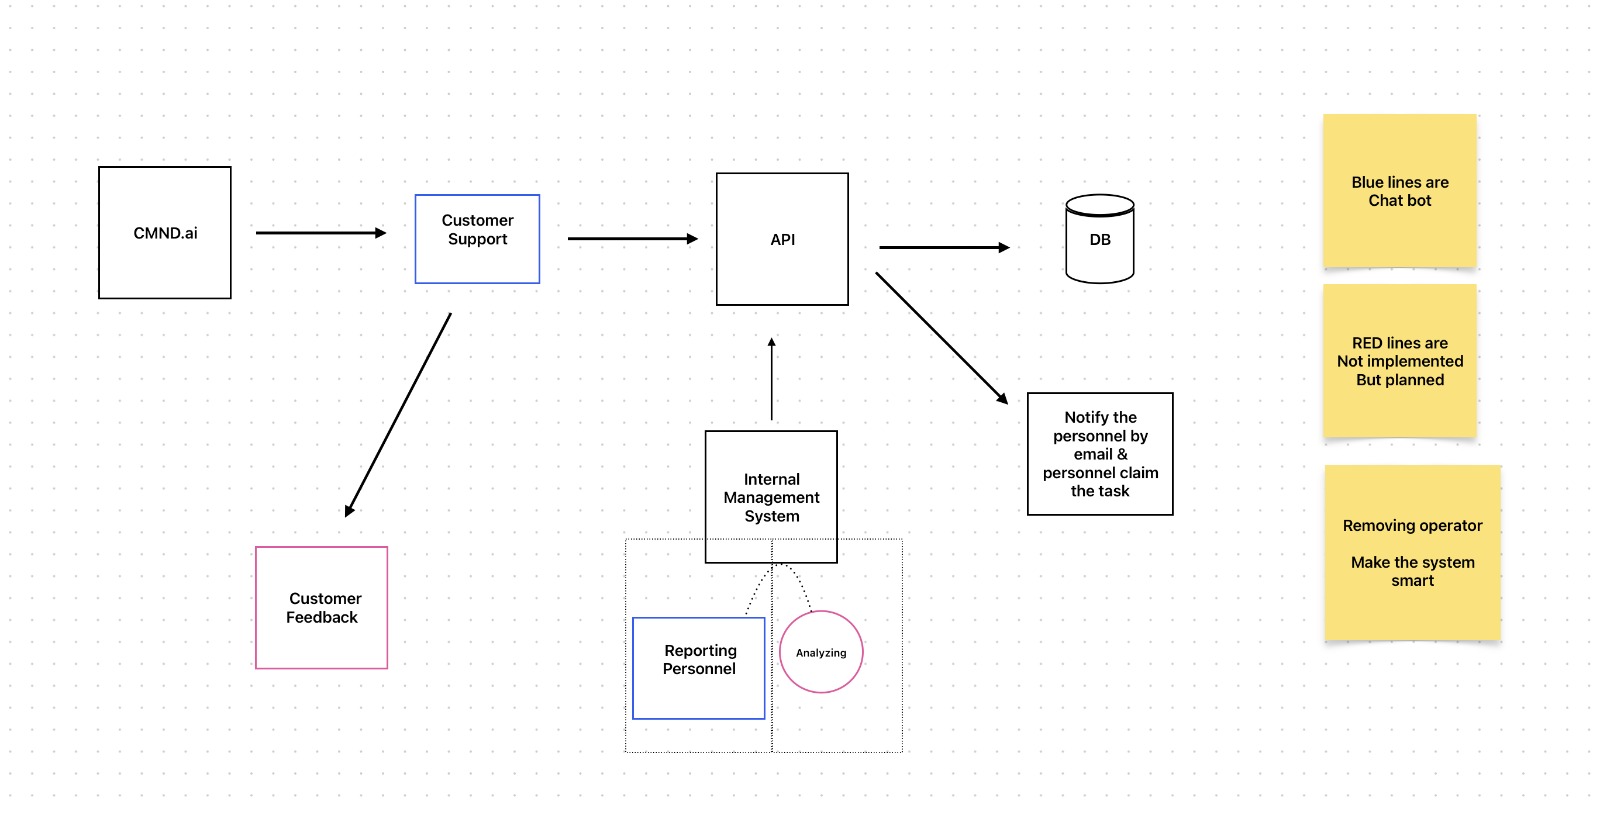 CMND.ai
Customer
Support
API
DB
Blue lines are
Chat bot
RED lines are
Not implemented
But planned
Notify the
personnel by
email &
personnel claim
the task
Internal
Management
System
Removing operator
Make the system
smart
Customer
Feedback
Reporting
Personnel
Analyzing